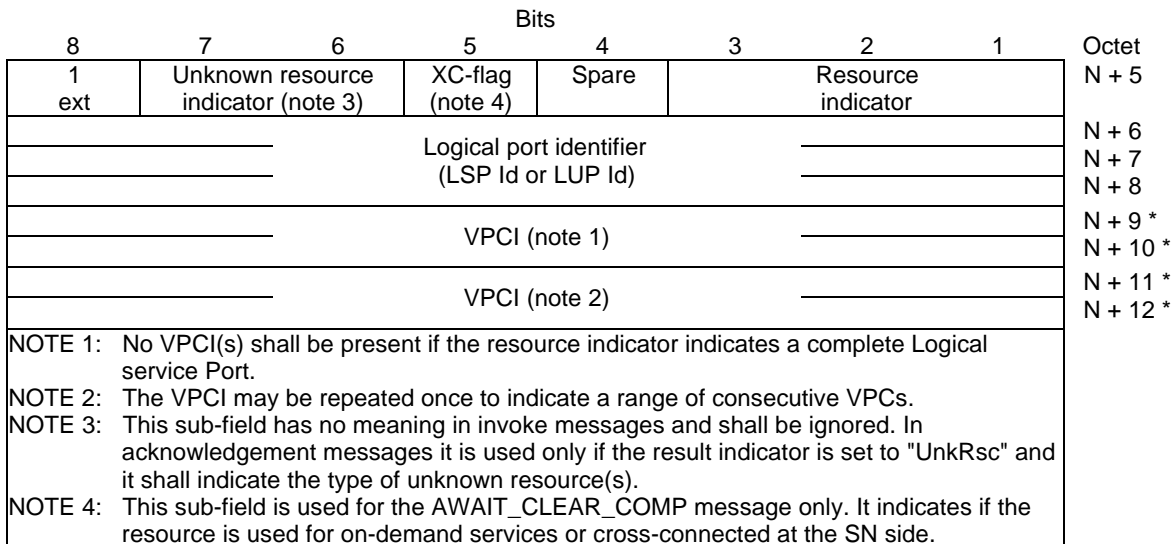 Bits
8 7 6 5 4 3 2 1 Octet
1 Unknown resource XC-flag Spare Resource N + 5
ext indicator (note 3) (note 4) indicator
N + 6
Logical port identifier
N + 7
(LSP Id or LUP Id)
N + 8
N + 9 *
VPCI (note 1)
N + 10 *
N + 11 *
VPCI (note 2)
N + 12 *
NOTE 1: No VPCI(s) shall be present if the resource indicator indicates a complete Logical
service Port.
NOTE 2: The VPCI may be repeated once to indicate a range of consecutive VPCs.
NOTE 3: This sub-field has no meaning in invoke messages and shall be ignored. In
acknowledgement messages it is used only if the result indicator is set to "UnkRsc" and
it shall indicate the type of unknown resource(s).
NOTE 4: This sub-field is used for the AWAIT_CLEAR_COMP message only. It indicates if the
resource is used for on-demand services or cross-connected at the SN side.